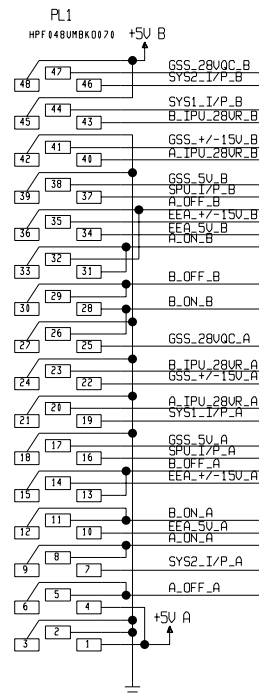 PL1
HPF048UMBK0070 +5V B
GSS_28VQC_B
47 SYS2_I/P_B
48 46
SYS1_I/P_B
44 B_IPU_28VR_B
45 43
GSS_+/-15V_B
41 A_IPU_28VR_B
42 40
GSS_5V_B
38 SPU_I/P_B
39 37 A_OFF_B
35 EEA_+/-15V_B
36 34 EEA_5V_B
A_ON_B
32
33 31
B_OFF_B
29
30 28 B_ON_B
26
27 25 GSS_28VQC_A
23 B_IPU_28VR_A
24 22 GSS_+/-15V_A
20 A_IPU_28VR_A
21 19 SYS1_I/P_A
17 GSS_5V_A
18 16 SPU_I/P_A
B_OFF_A
14 EEA_+/-15V_A
15 13
11 B_ON_A
12 10 EEA_5V_A
A_ON_A
8
9 7 SYS2_I/P_A
5 A_OFF_A
6 4
+5V A
2
3 1